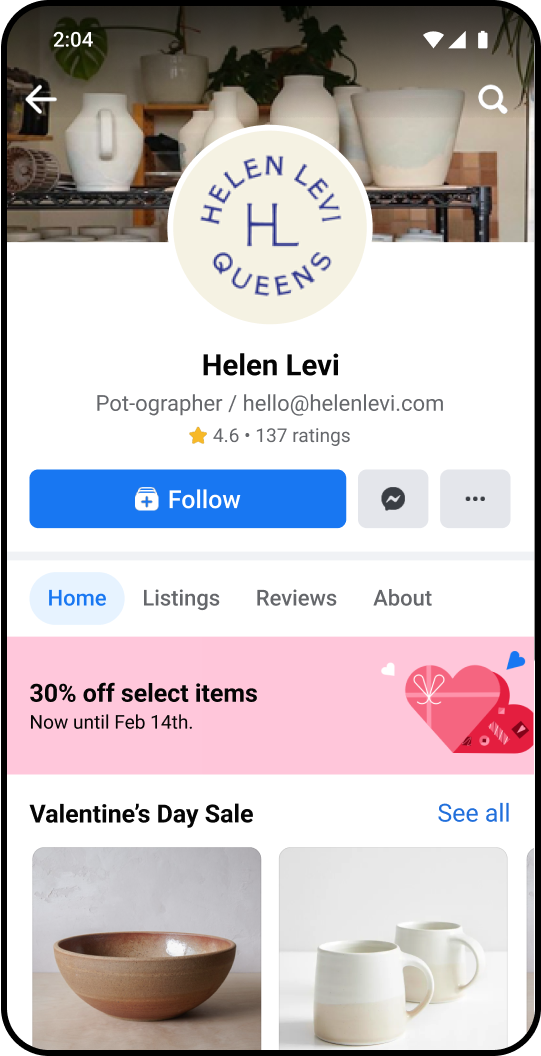 2:04
HELEN LEVI
HL
QUEENS
Helen Levi
Pot-ographer / hello@helenlevi.com
4.6 • 137 ratings
Follow
Home Listings Reviews About
30% off select items
Now until Feb 14th.
Valentine’s Day Sale See all